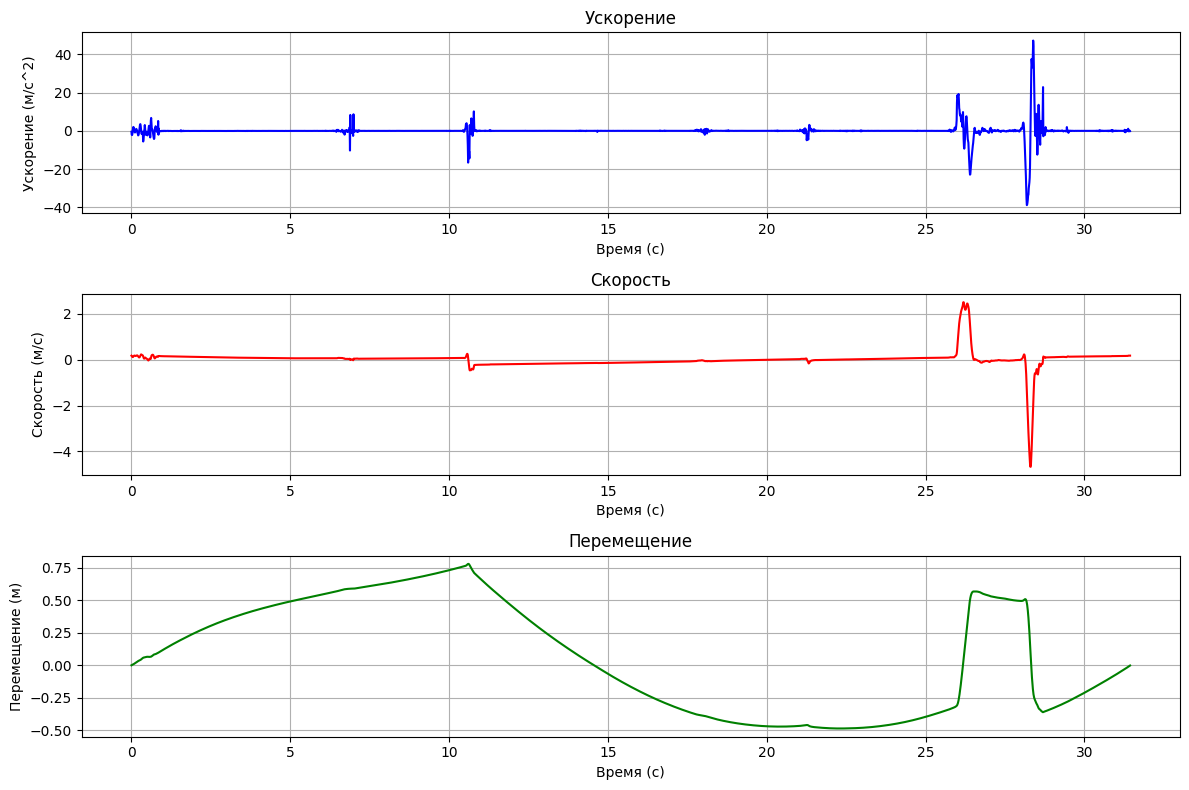 Ускорение
Ускорение (м/с^2)
40
20
0
−20
−40
0 5 10 15 20 25 30
Время (с)
Скорость
Скорость (м/с)
2
0
−2
−4
0 5 10 15 20 25 30
Время (с)
Перемещение
Перемещение (м)
0.75
0.50
0.25
0.00
−0.25
−0.50
0 5 10 15 20 25 30
Время (с)